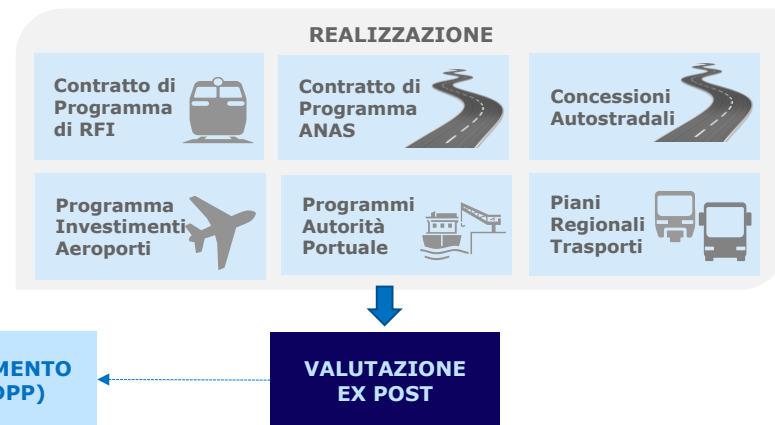 REALIZZAZIONE
Contratto di
Programma
di RFI
Contratto di
Programma
ANAS
Concessioni
Autostradali
Programma
Investimenti
Aeroporti
Programmi
Autorità
Portuale
Piani
Regionali
Trasporti
MENTO
DPP)
VALUTAZIONE
EX POST